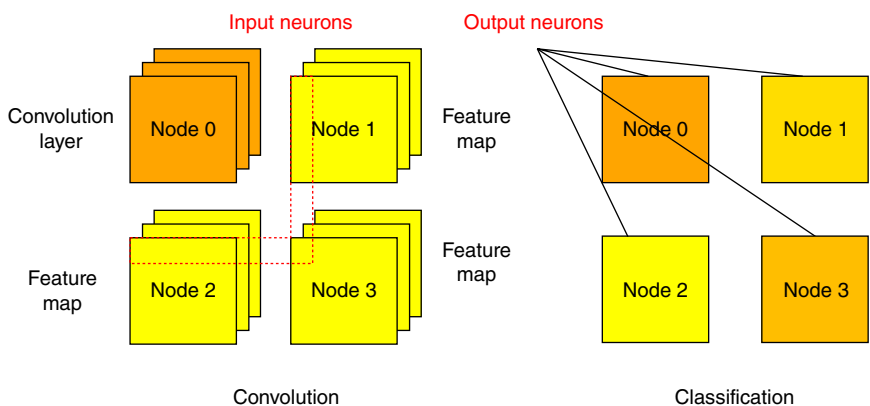 Input neurons
Output neurons
Convolution
layer
Node 0
Node 1
Feature
map
Node 0
Node 1
Feature
map
Node 2
Node 3
Feature
map
Node 2
Node 3
Convolution
Classification